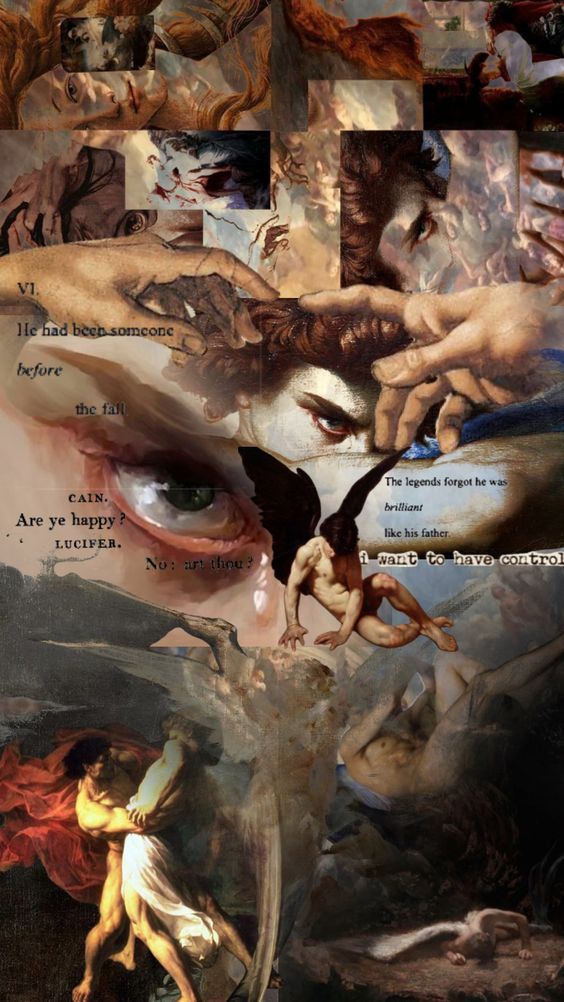 VI.
He had been someone
before
the fall
CAIN.
Are ye happy?
LUCIFER.
No: art thou?
The legends forgot he was
brilliant
like his father.
i want to have control